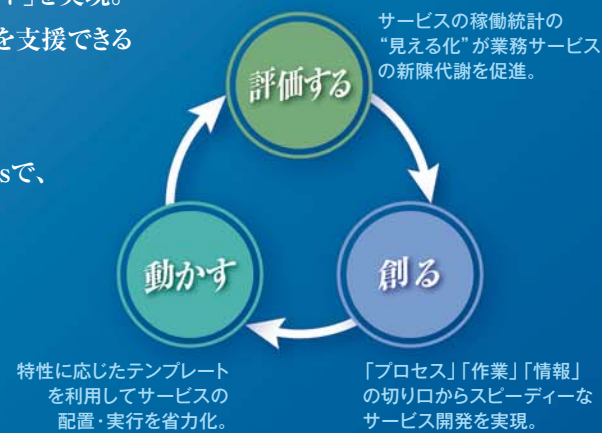 」を実現。
を支援できる
sで、
サービスの稼働統計の
“見える化”が業務サービス
の新陳代謝を促進。
評価する
創る
動かす
「プロセス」「作業」「情報」
の切り口からスピーディーな
サービス開発を実現。
特性に応じたテンプレート
を利用してサービスの
配置・実行を省力化。